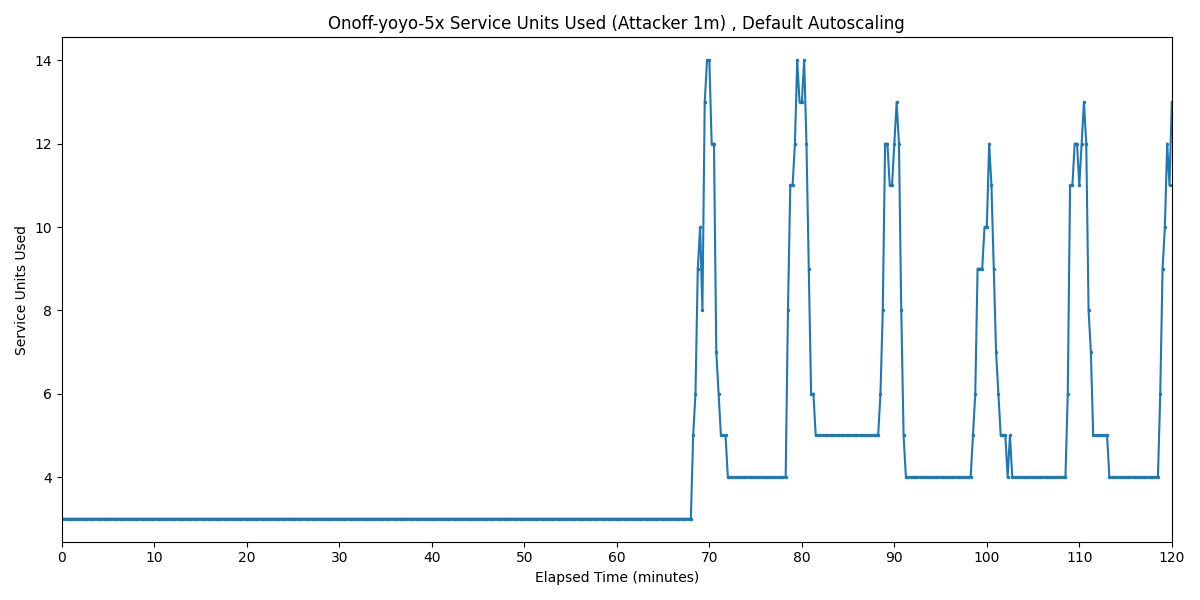 Onoff-yoyo-5x Service Units Used (Attacker 1m) , Default Autoscaling
Service Units Used
14
12
10
8
6
4
0 10 20 30 40 50 60 70 80 90 100 110 120
Elapsed Time (minutes)